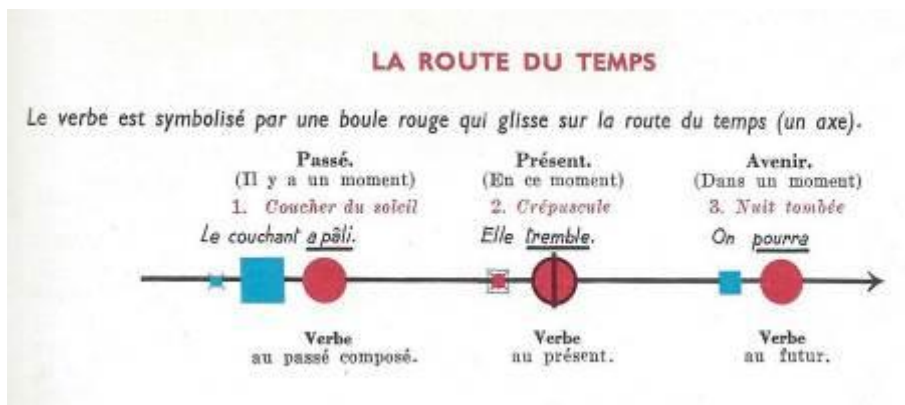 LA ROUTE DU TEMPS
Le verbe est symbolisé par une boule rouge qui glisse sur la route du temps (un axe).
Passé. Présent. Avenir.
(Il y a un moment) (En ce moment) (Dans un moment)
1. Coucher du soleil 2. Crépuscule 3. Nuit tombée
Le couchant a pâli. Elle tremble. On pourra
Verbe Verbe Verbe
au passé composé. au présent. au futur.